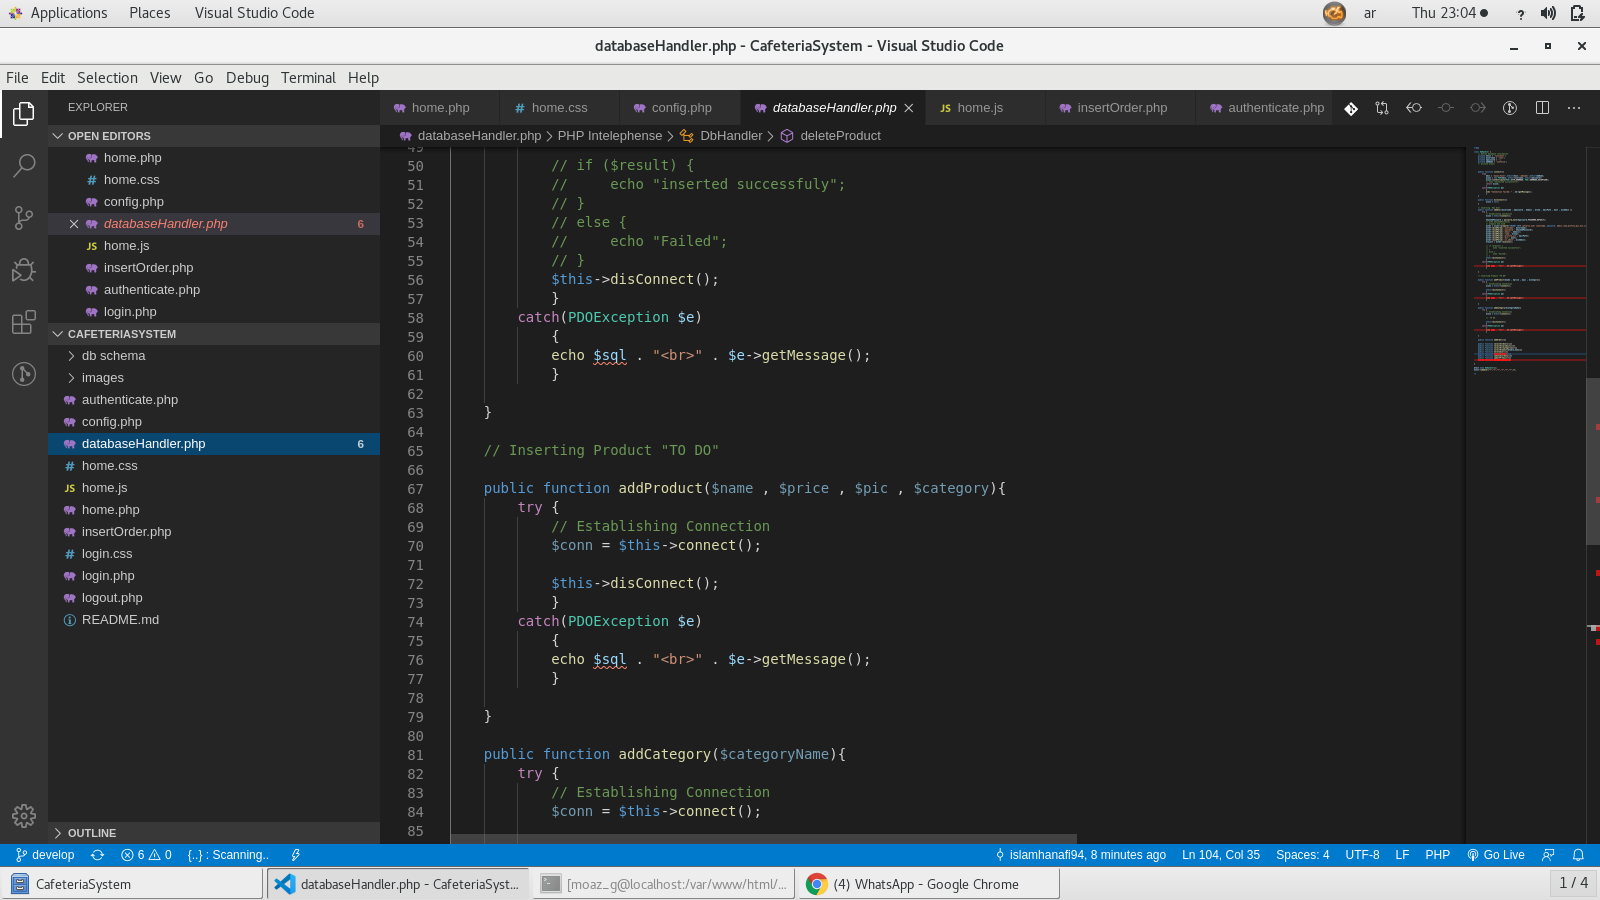 Applications Places Visual Studio Code ar Thu 23:04
databaseHandler.php - CafeteriaSystem - Visual Studio Code
File Edit Selection View Go Debug Terminal Help
EXPLORER
OPEN EDITORS
home.php
home.css
config.php
databaseHandler.php 6
home.js
insertOrder.php
authenticate.php
login.php
CAFETERIASYSTEM
db schema
images
authenticate.php
config.php
databaseHandler.php 6
home.css
home.js
home.php
insertOrder.php
login.css
login.php
logout.php
README.md
OUTLINE
home.php home.css config.php databaseHandler.php home.js insertOrder.php authenticate.php
databaseHandler.php > PHP Intelephense > DbHandler > deleteProduct
49
50 // if ($result) {
51 //     echo "inserted successfuly";
52 // }
53 // else {
54 //     echo "Failed";
55 // }
56 $this->disConnect();
57 }
58 catch(PDOException $e)
59 {
60 echo $sql . "<br>" . $e->getMessage();
61 }
62
63 }
64
65 // Inserting Product "TO DO"
66
67 public function addProduct($name , $price , $pic , $category){
68 try {
69 // Establishing Connection
70 $conn = $this->connect();
71
72 $this->disConnect();
73 }
74 catch(PDOException $e)
75 {
76 echo $sql . "<br>" . $e->getMessage();
77 }
78
79 }
80
81 public function addCategory($categoryName){
82 try {
83 // Establishing Connection
84 $conn = $this->connect();
85
develop 6 0 {..} : Scanning.. islamhanafi94, 8 minutes ago Ln 104, Col 35 Spaces: 4 UTF-8 LF PHP Go Live
CafeteriaSystem databaseHandler.php - CafeteriaSyst... [moaz_g@localhost:/var/www/html/... (4) WhatsApp - Google Chrome 1 / 4